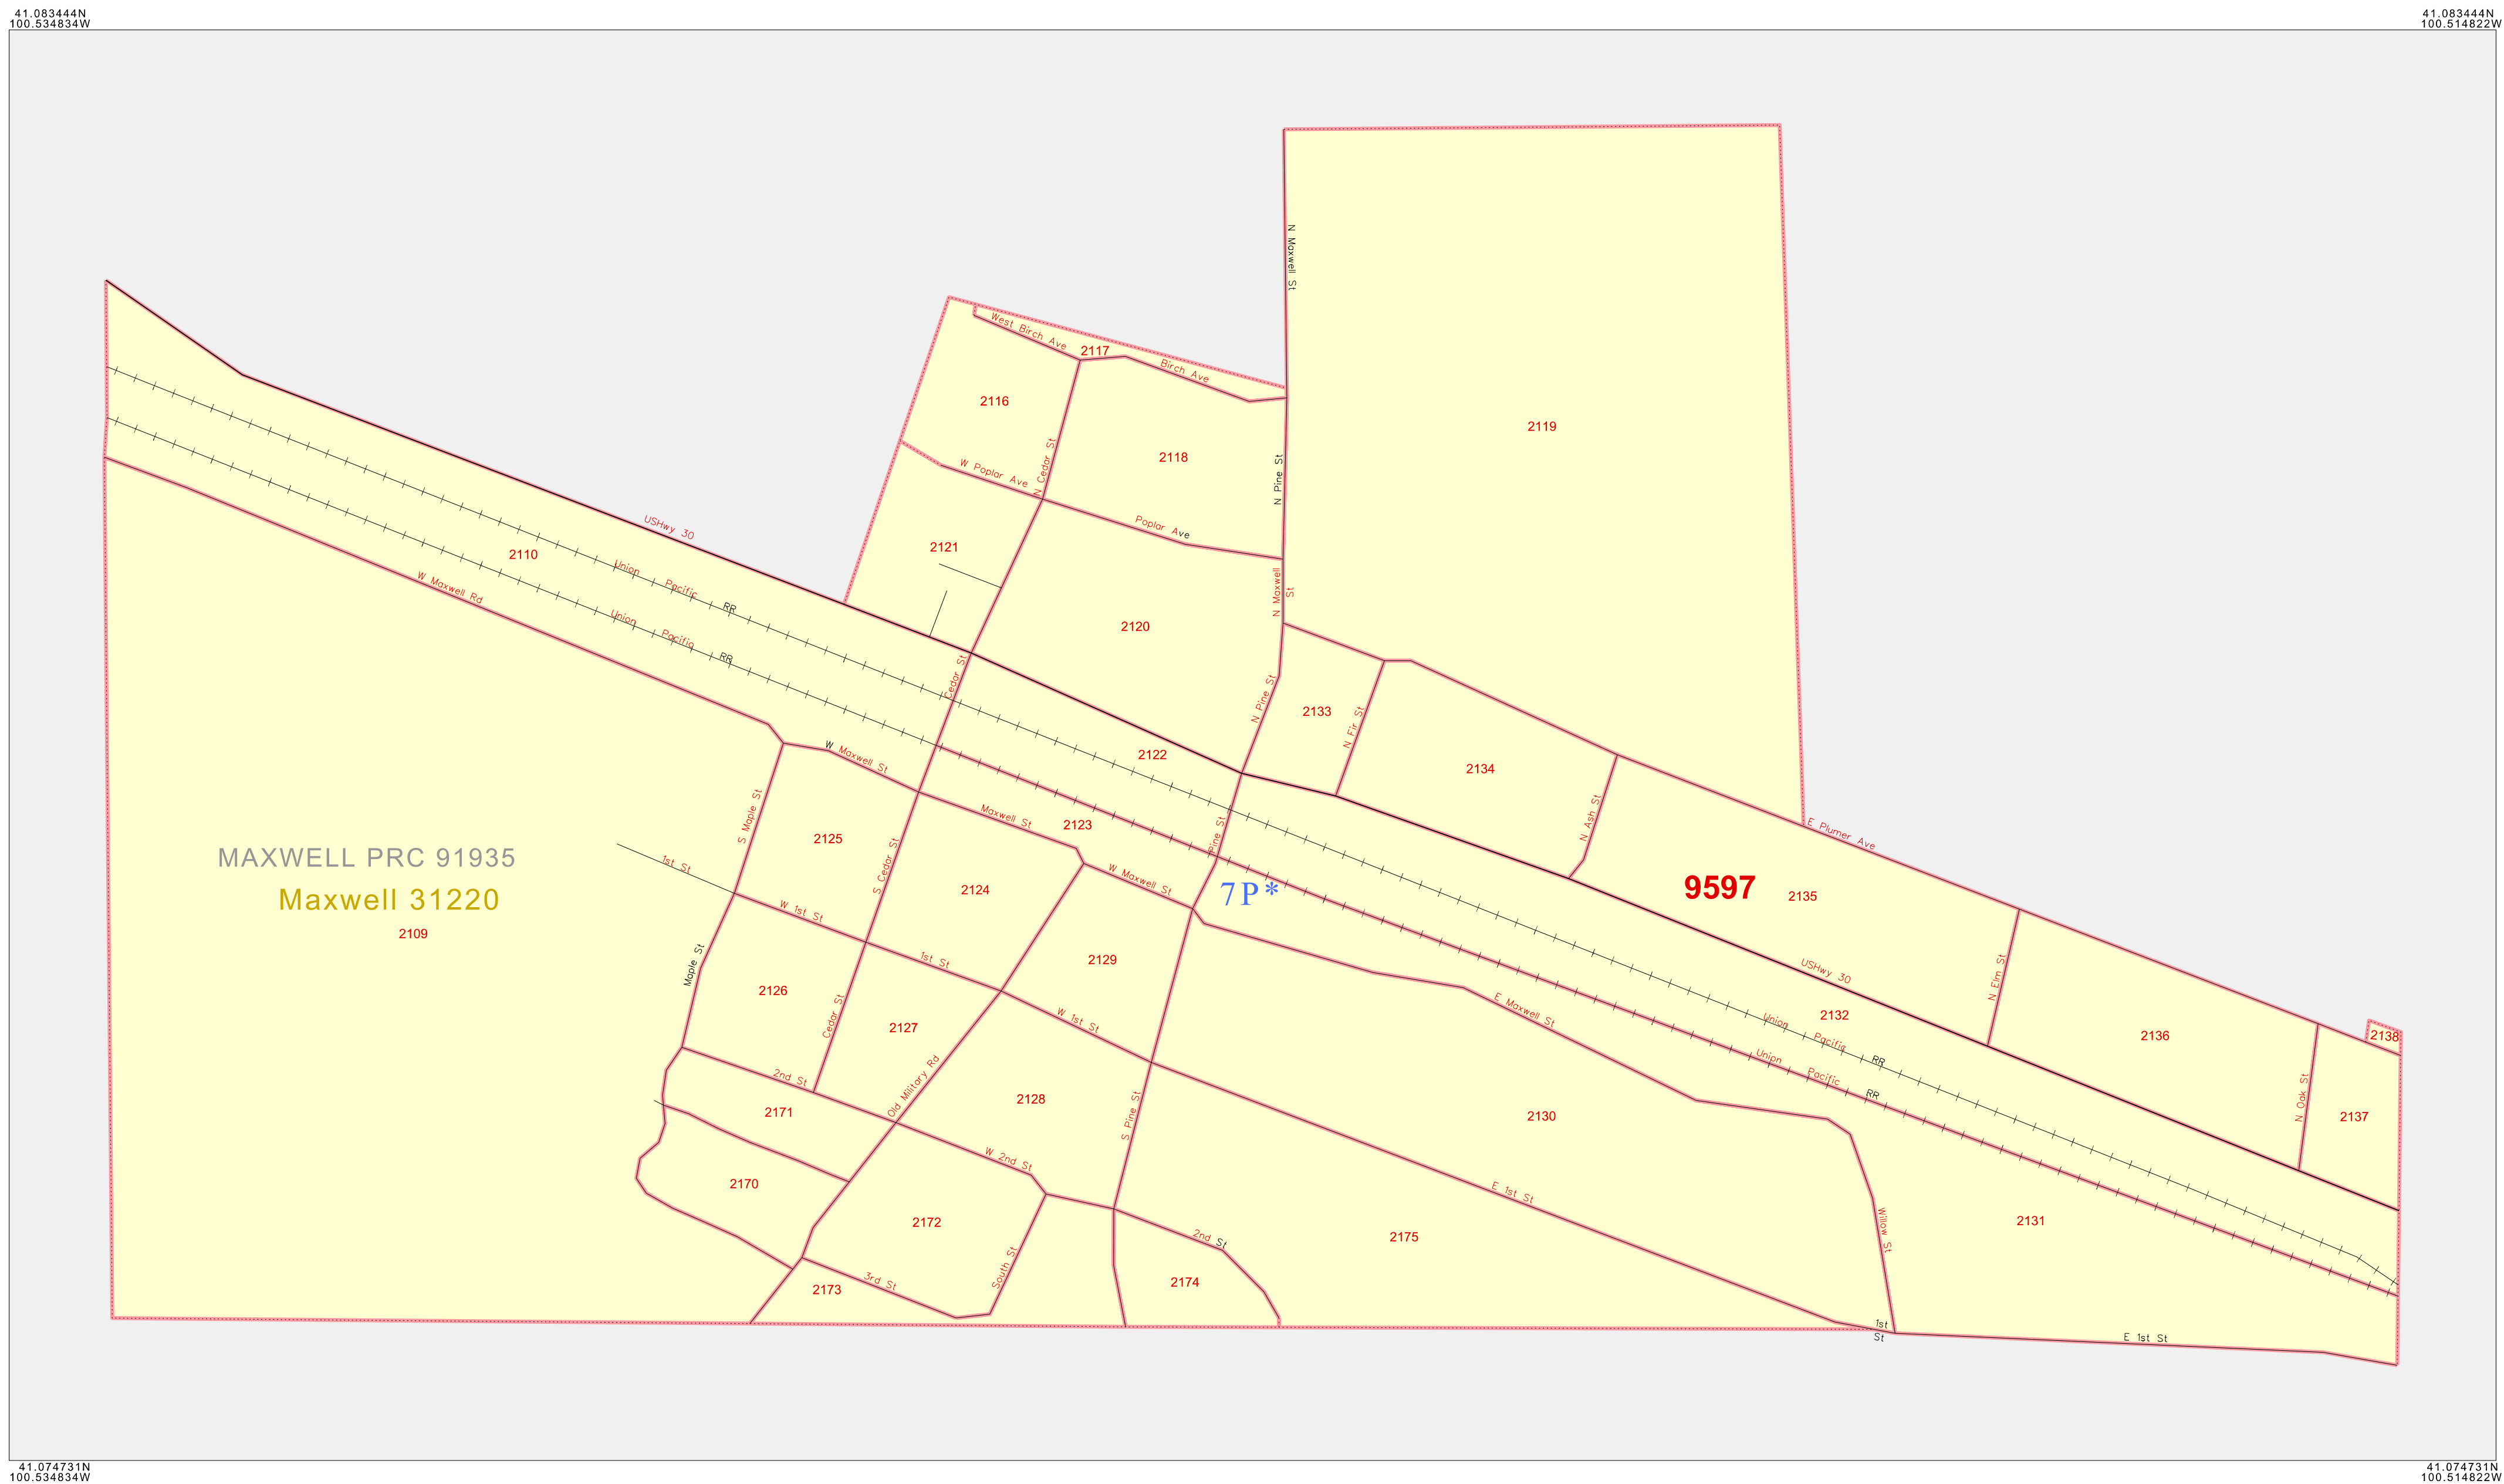 41.083444N
100.534834W
41.083444N
100.514822W
N Maxwell St
West Birch Ave
2117
Birch Ave
2116
2119
N Cedar St
2118
W Poplar Ave
N Pine St
USHwy 30
Poplar Ave
2121
2110
Union Pacific RR
W Maxwell Rd
N Maxwell
St
Union Pacific RR
2120
Cedar St
N Pine St
2133
N Fir St
W Maxwell St
2122
2134
S Maple St
Maxwell St
2123
Pine St
N Ash St
E Plumer Ave
2125
MAXWELL PRC 91935
1st St
S Cedar St
2124
W Maxwell St
7P*
9597
2135
Maxwell 31220
W 1st St
2109
Maple St
1st St
2129
USHwy 30
N Elm St
2126
Cedar St
2127
W 1st St
E Maxwell St
Union Pacific RR
2132
2136
2138
Union Pacific RR
2nd St
Old Military Rd
2171
2128
S Pine St
2130
N Oak St
2137
W 2nd St
2170
E 1st St
2172
2nd St
2175
Willow St
2131
3rd St
South St
2173
2174
1st
St
E 1st St
41.074731N
100.534834W
41.074731N
100.514822W